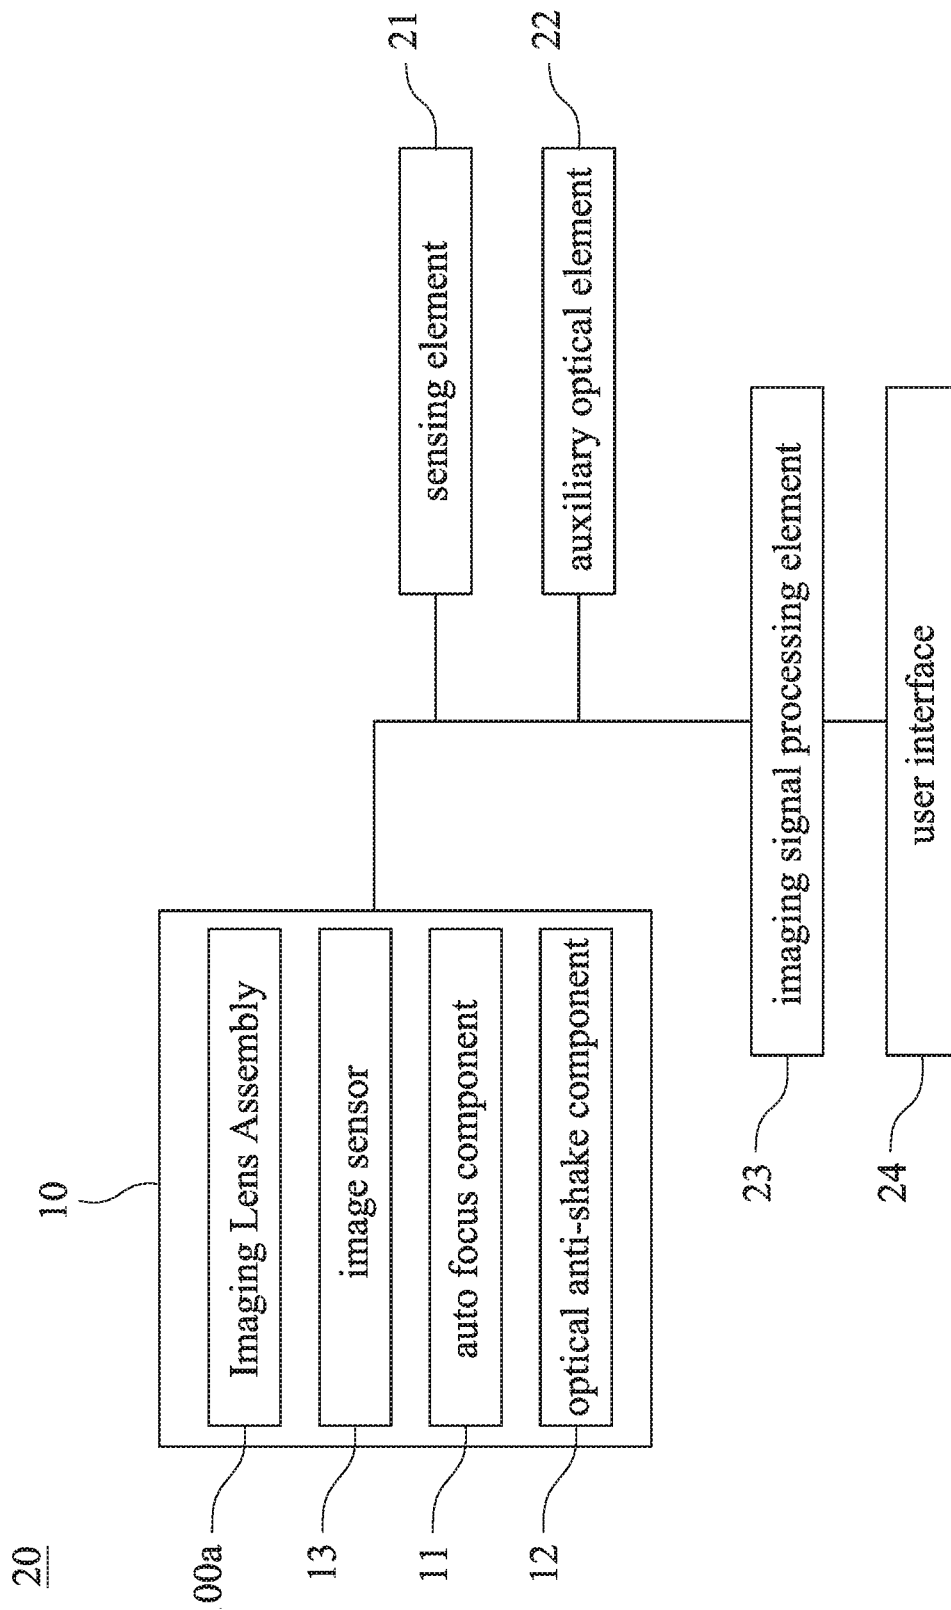 20
10
00a
Imaging Lens Assembly
13
image sensor
11
auto focus component
12
optical anti-shake component
21
sensing element
22
auxiliary optical element
23
imaging signal processing element
24
user interface